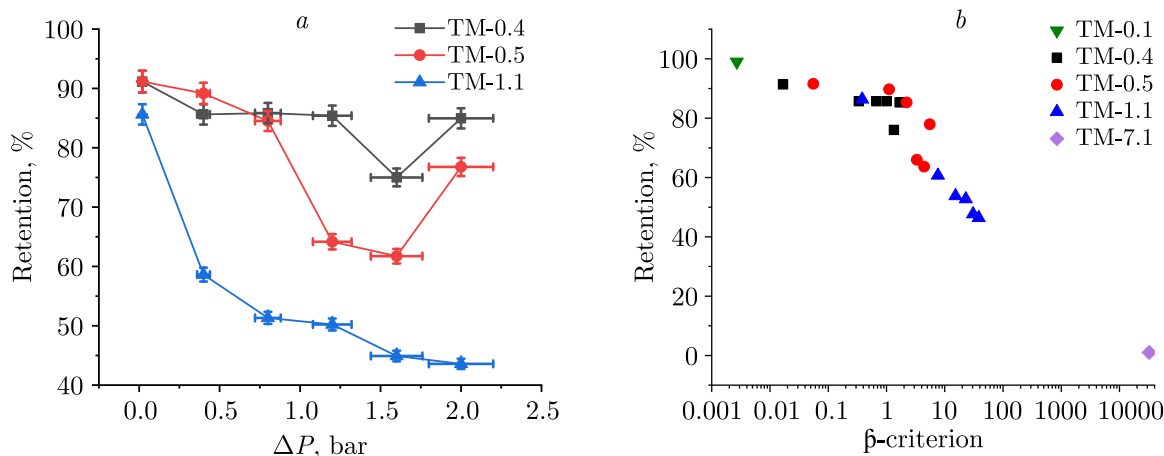 a
TM-0.4
TM-0.5
TM-1.1
Retention, %
100
90
80
70
60
50
40
0.0 0.5 1.0 1.5 2.0 2.5
ΔP, bar
b
TM-0.1
TM-0.4
TM-0.5
TM-1.1
TM-7.1
Retention, %
100
80
60
40
20
0
0.001 0.01 0.1 1 10 100 1000 10000
þ-criterion